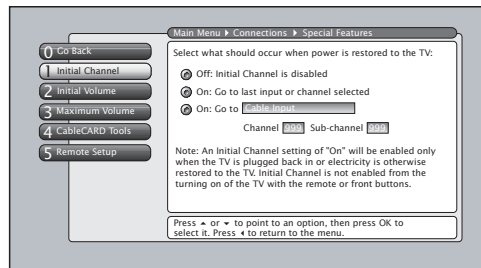 Main Menu ▸ Connections ▸ Special Features
0 Go Back
1 Initial Channel
2 Initial Volume
3 Maximum Volume
4 CableCARD Tools
5 Remote Setup
Select what should occur when power is restored to the TV:
Off: Initial Channel is disabled
On: Go to last input or channel selected
On: Go to Cable Input
Channel 999 Sub-channel 999
Note: An Initial Channel setting of "On" will be enabled only
when the TV is plugged back in or electricity is otherwise
restored to the TV. Initial Channel is not enabled from the
turning on of the TV with the remote or front buttons.
Press ▴ or ▾ to point to an option, then press OK to
select it. Press ◂ to return to the menu.